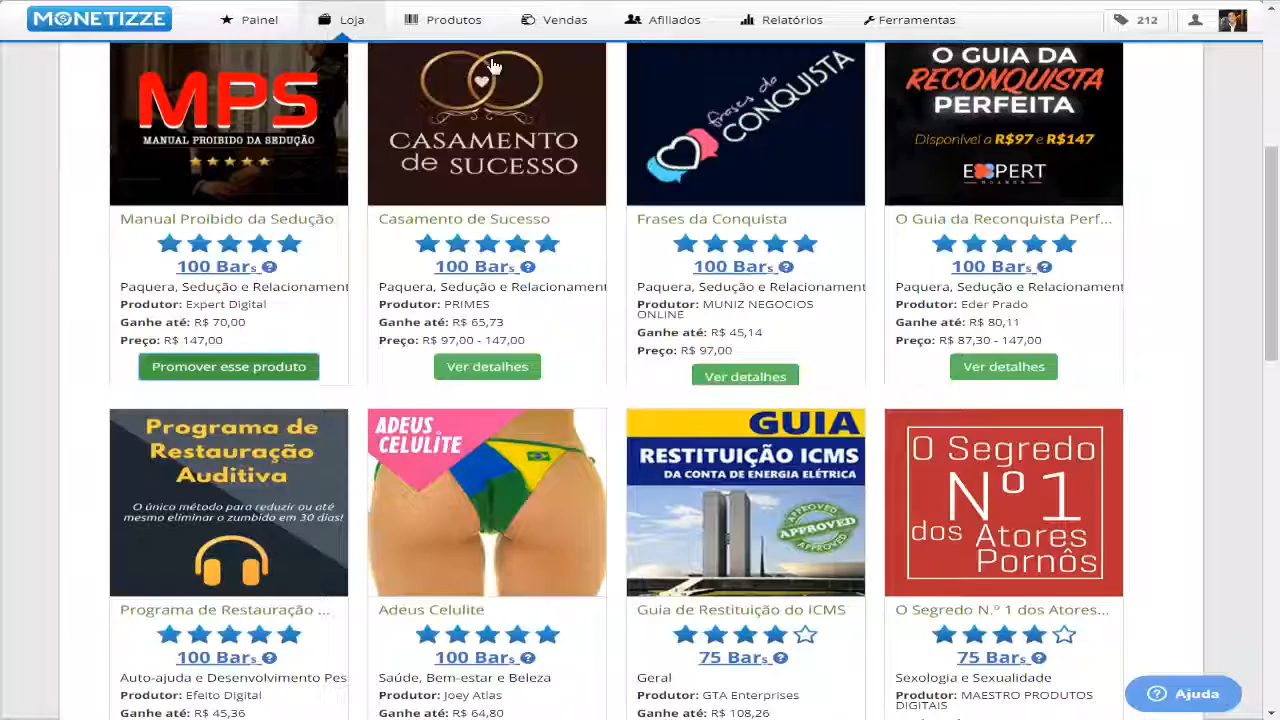 MONETIZZE
Painel
Loja
Produtos
Vendas
Afiliados
Relatórios
Ferramentas
212
MPS
MANUAL PROIBIDO DA SEDUÇÃO
Manual Proibido da Sedução
100 Bars
Paquera, Sedução e Relacionament
Produtor: Expert Digital
Ganhe até: R$ 70,00
Preço: R$ 147,00
Promover esse produto
CASAMENTO
de SUCESSO
Casamento de Sucesso
100 Bars
Paquera, Sedução e Relacionament
Produtor: PRIMES
Ganhe até: R$ 65,73
Preço: R$ 97,00 - 147,00
Ver detalhes
frases da
CONQUISTA
Frases da Conquista
100 Bars
Paquera, Sedução e Relacionament
Produtor: MUNIZ NEGOCIOS
ONLINE
Ganhe até: R$ 45,14
Preço: R$ 97,00
Ver detalhes
O GUIA DA
RECONQUISTA
PERFEITA
Disponível a R$97 e R$147
EXPERT
O Guia da Reconquista Perf...
100 Bars
Paquera, Sedução e Relacionament
Produtor: Eder Prado
Ganhe até: R$ 80,11
Preço: R$ 87,30 - 147,00
Ver detalhes
Programa de
Restauração
Auditiva
O único método para reduzir ou até
mesmo eliminar o zumbido em 30 dias!
Programa de Restauração ...
100 Bars
Auto-ajuda e Desenvolvimento Pes
Produtor: Efeito Digital
Ganhe até: R$ 45,36
ADEUS
CELULITE
Adeus Celulite
100 Bars
Saúde, Bem-estar e Beleza
Produtor: Joey Atlas
Ganhe até: R$ 64,80
GUIA
RESTITUIÇÃO ICMS
DA CONTA DE ENERGIA ELÉTRICA
APPROVED
APPROVED
APPROVED
Guia de Restituição do ICMS
75 Bars
Geral
Produtor: GTA Enterprises
Ganhe até: R$ 108,26
O Segredo
Nº 1
dos Atores
Pornôs
O Segredo N.º 1 dos Atores...
75 Bars
Sexologia e Sexualidade
Produtor: MAESTRO PRODUTOS
DIGITAIS
Ajuda